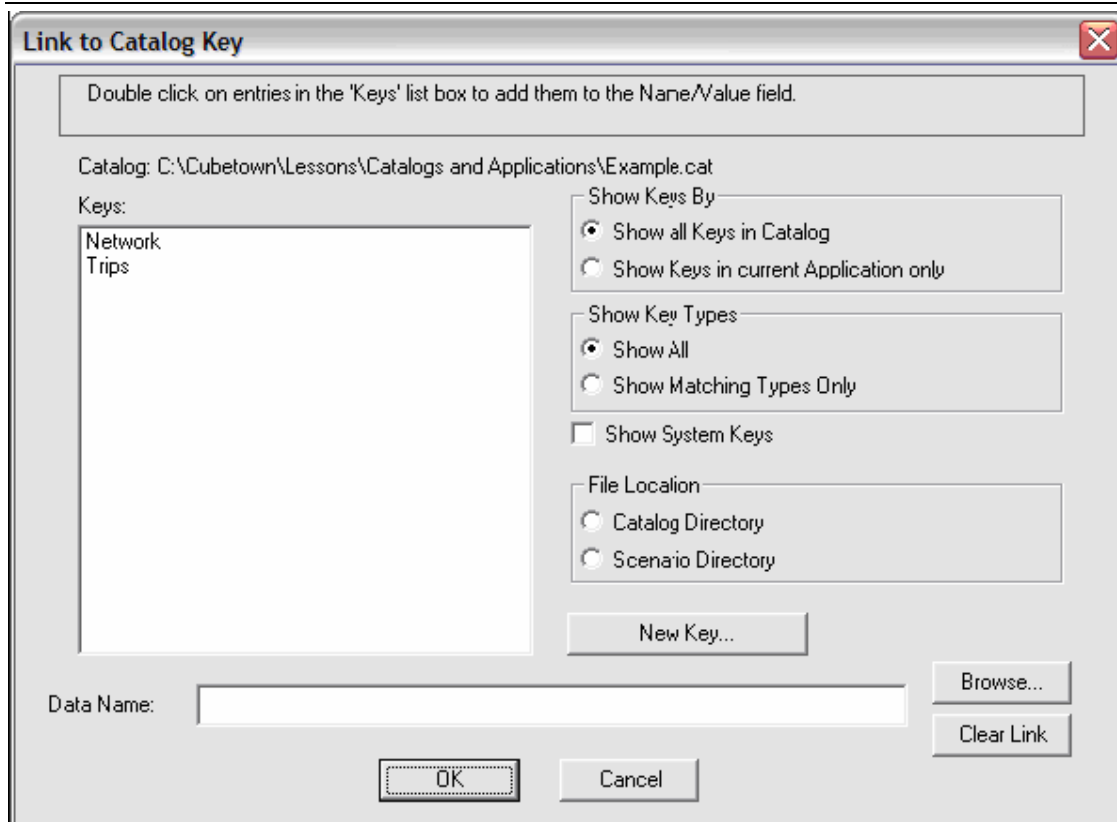 Link to Catalog Key
Double click on entries in the 'Keys' list box to add them to the Name/Value field.
Catalog: C:\Cubetown\Lessons\Catalogs and Applications\Example.cat
Keys:
Network
Trips
Show Keys By
Show all Keys in Catalog
Show Keys in current Application only
Show Key Types
Show All
Show Matching Types Only
Show System Keys
File Location
Catalog Directory
Scenario Directory
New Key...
Data Name:
Browse...
Clear Link
OK
Cancel